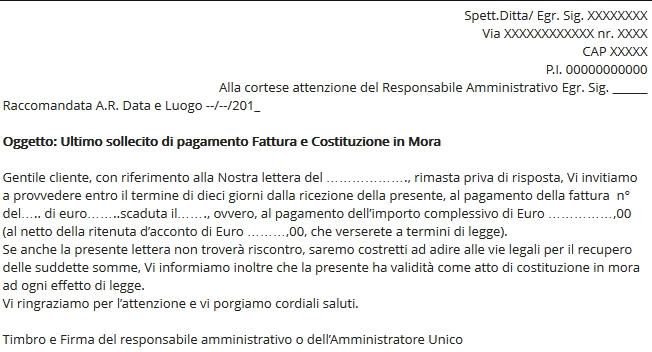 Spett.Ditta/ Egr. Sig. XXXXXXXX
Via XXXXXXXXXXXX nr. XXXX
CAP XXXXX
P.I. 00000000000
Alla cortese attenzione del Responsabile Amministrativo Egr. Sig. ______
Raccomandata A.R. Data e Luogo --/--/201_
Oggetto: Ultimo sollecito di pagamento Fattura e Costituzione in Mora
Gentile cliente, con riferimento alla Nostra lettera del ……………….., rimasta priva di risposta, Vi invitiamo
a provvedere entro il termine di dieci giorni dalla ricezione della presente, al pagamento della fattura n°
del….. di euro……..scaduta il……., ovvero, al pagamento dell’importo complessivo di Euro ……………,00
(al netto della ritenuta d’acconto di Euro ………,00, che verserete a termini di legge).
Se anche la presente lettera non troverà riscontro, saremo costretti ad adire alle vie legali per il recupero
delle suddette somme, Vi informiamo inoltre che la presente ha validità come atto di costituzione in mora
ad ogni effetto di legge.
Vi ringraziamo per l’attenzione e vi porgiamo cordiali saluti.
Timbro e Firma del responsabile amministrativo o dell’Amministratore Unico